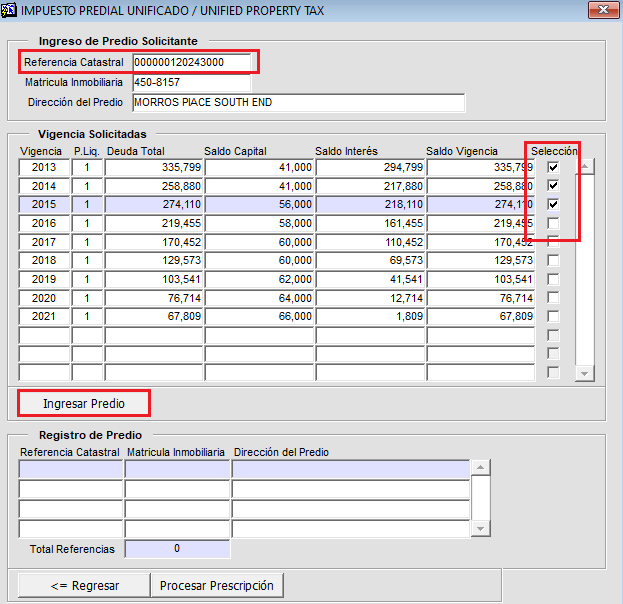 IMPUESTO PREDIAL UNIFICADO / UNIFIED PROPERTY TAX
Ingreso de Predio Solicitante
Referencia Catastral 000000120243000
Matricula Inmobiliaria 450-8157
Dirección del Predio MORROS PIACE SOUTH END
Vigencia Solicitadas
Vigencia P.Liq. Deuda Total Saldo Capital Saldo Interés Saldo Vigencia Selección
2013 1 335,799 41,000 294,799 335,799
2014 1 258,880 41,000 217,880 258,880
2015 1 274,110 56,000 218,110 274,110
2016 1 219,455 58,000 161,455 219,455
2017 1 170,452 60,000 110,452 170,452
2018 1 129,573 60,000 69,573 129,573
2019 1 103,541 62,000 41,541 103,541
2020 1 76,714 64,000 12,714 76,714
2021 1 67,809 66,000 1,809 67,809
Ingresar Predio
Registro de Predio
Referencia Catastral Matricula Inmobiliaria Dirección del Predio
Total Referencias 0
<= Regresar Procesar Prescripción